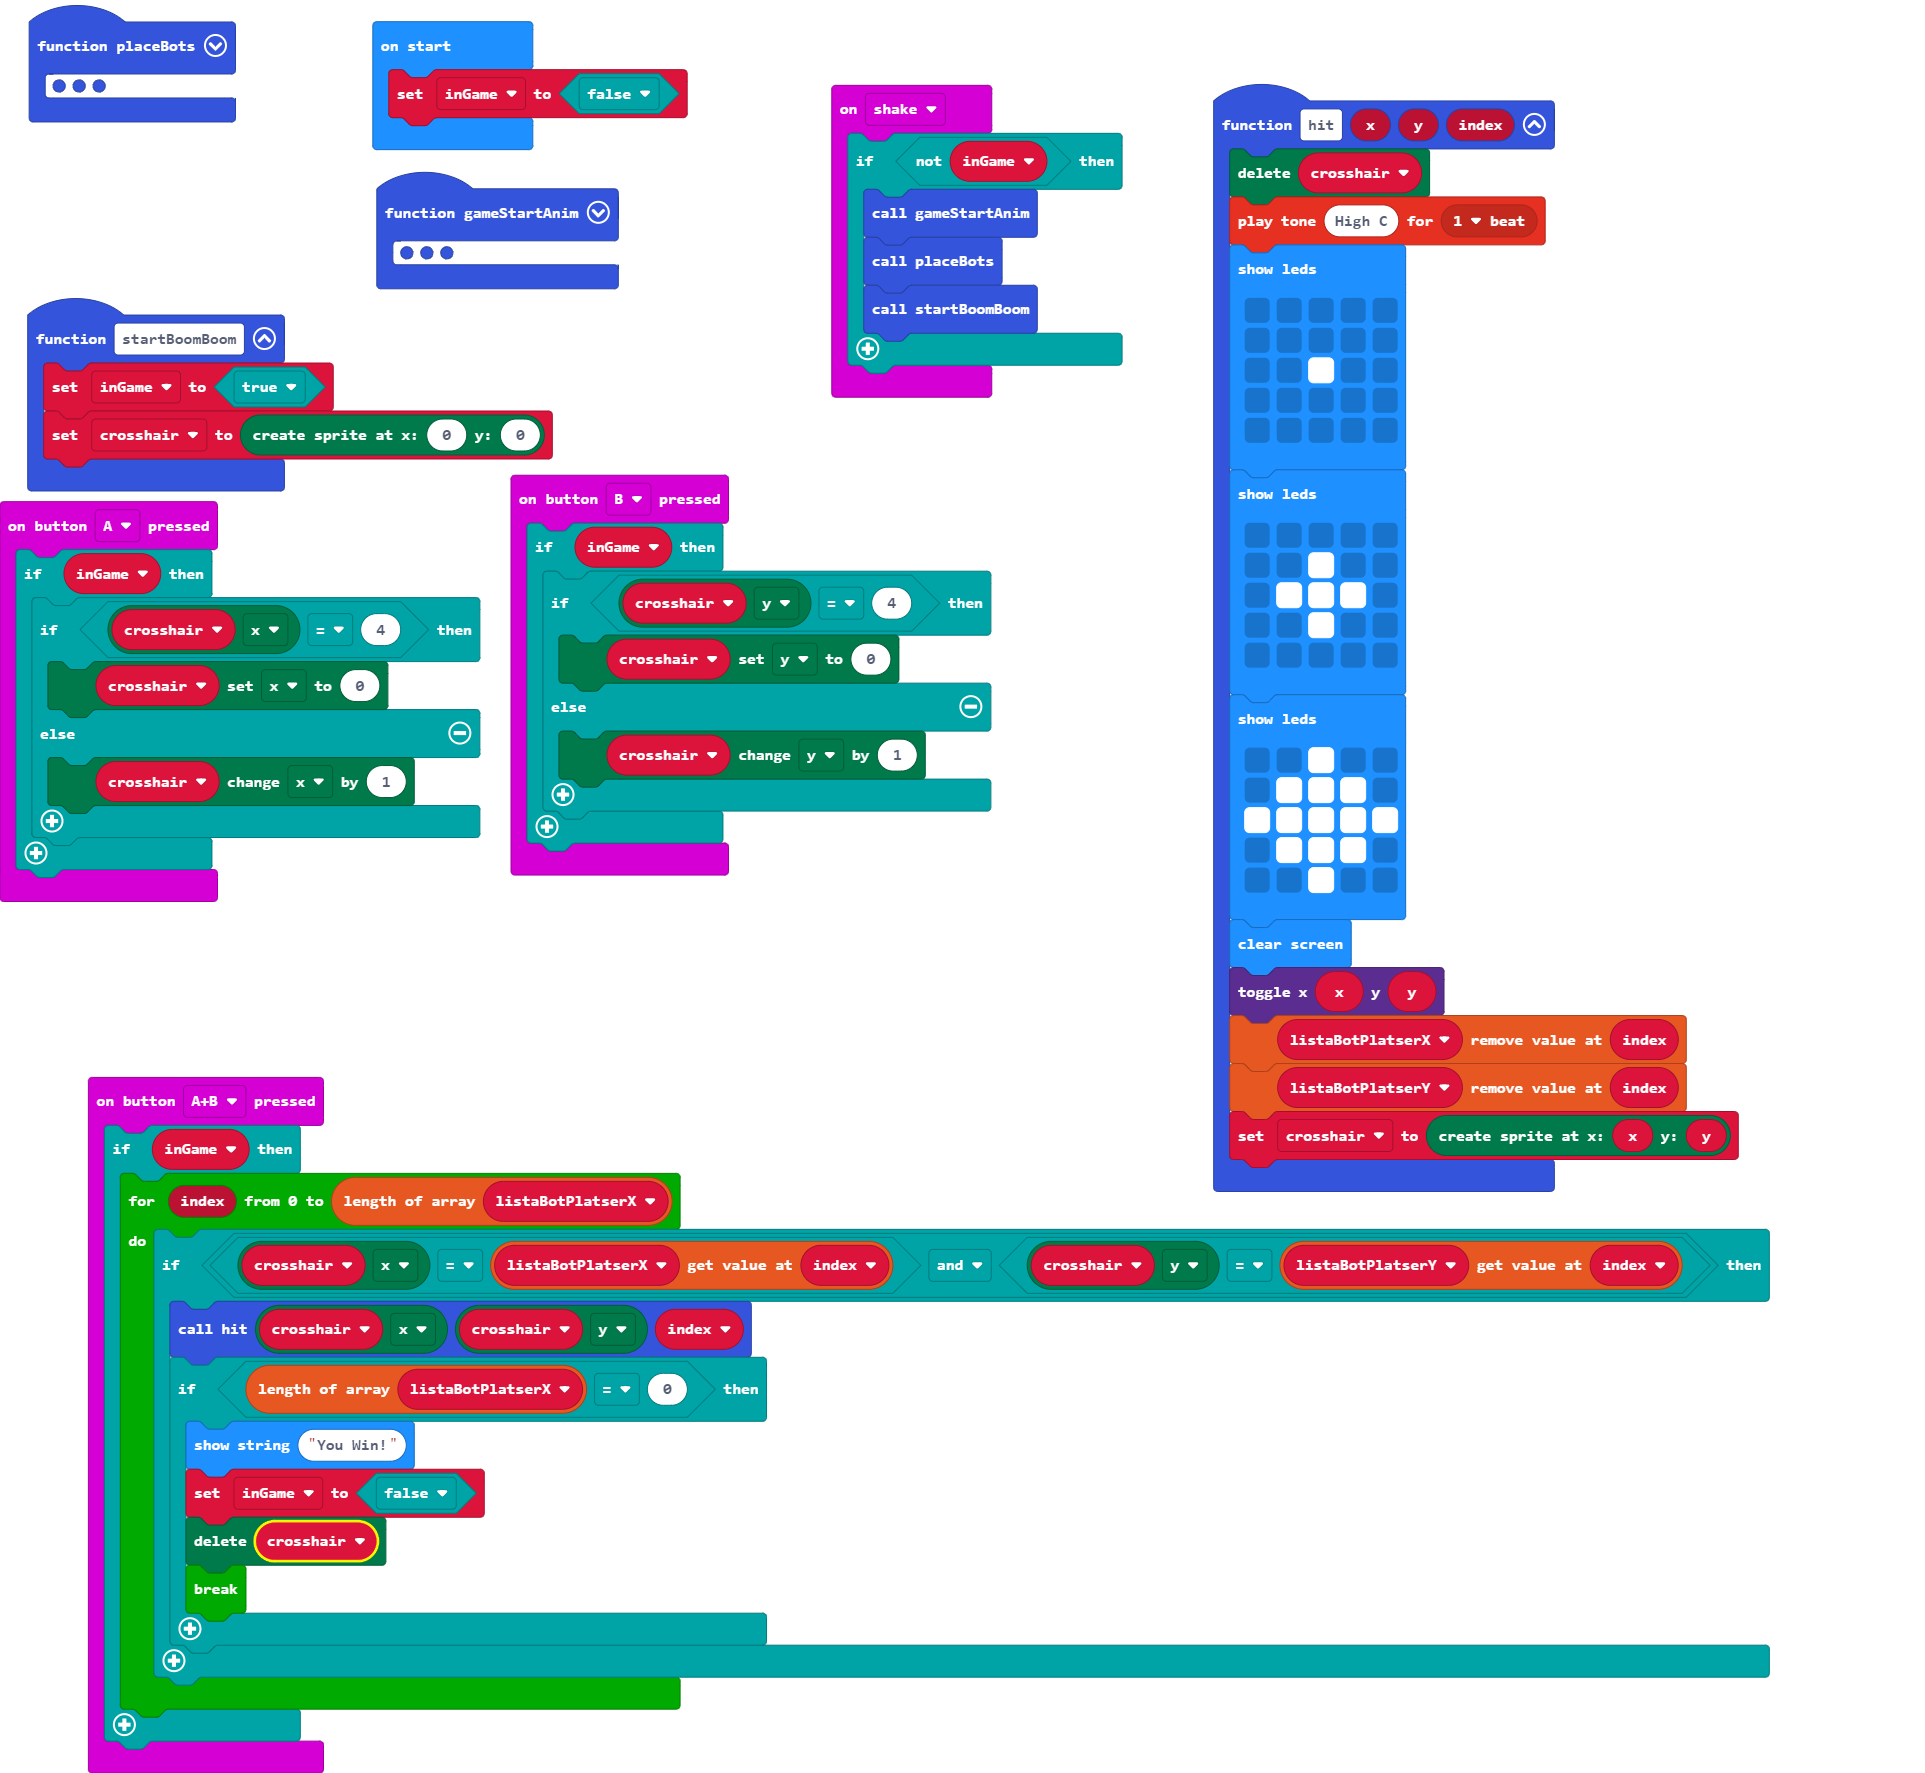 function placeBots
on start
set inGame to false
function gameStartAnim
function startBoomBoom
set inGame to true
set crosshair to create sprite at x: 0 y: 0
on shake
if not inGame then
call gameStartAnim
call placeBots
call startBoomBoom
on button A pressed
if inGame then
if crosshair x = 4 then
crosshair set x to 0
else
crosshair change x by 1
on button B pressed
if inGame then
if crosshair y = 4 then
crosshair set y to 0
else
crosshair change y by 1
function hit x y index
delete crosshair
play tone High C for 1 beat
show leds
show leds
show leds
clear screen
toggle x x y y
listaBotPlatserX remove value at index
listaBotPlatserY remove value at index
set crosshair to create sprite at x: x y: y
on button A+B pressed
if inGame then
for index from 0 to length of array listaBotPlatserX
do
if crosshair x = listaBotPlatserX get value at index and crosshair y = listaBotPlatserY get value at index then
call hit crosshair x crosshair y index
if length of array listaBotPlatserX = 0 then
show string "You Win!"
set inGame to false
delete crosshair
break